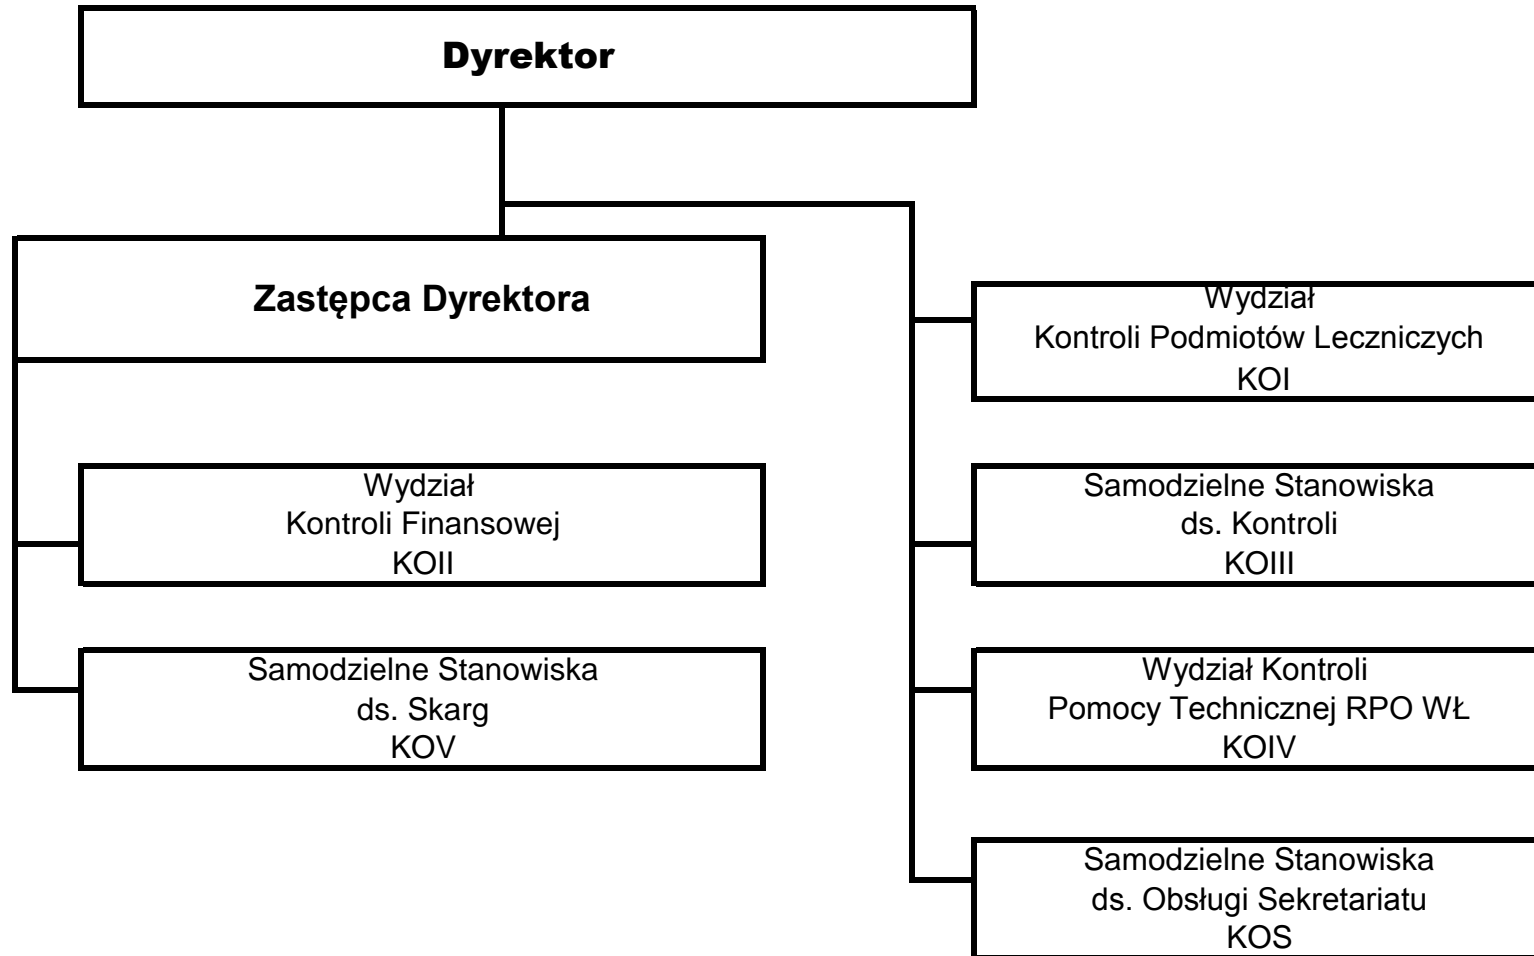 Dyrektor
Zastępca Dyrektora
Wydział
Kontroli Finansowej
KOII
Samodzielne Stanowiska
ds. Skarg
KOV
Wydział
Kontroli Podmiotów Leczniczych
KOI
Samodzielne Stanowiska
ds. Kontroli
KOIII
Wydział Kontroli
Pomocy Technicznej RPO WŁ
KOIV
Samodzielne Stanowiska
ds. Obsługi Sekretariatu
KOS